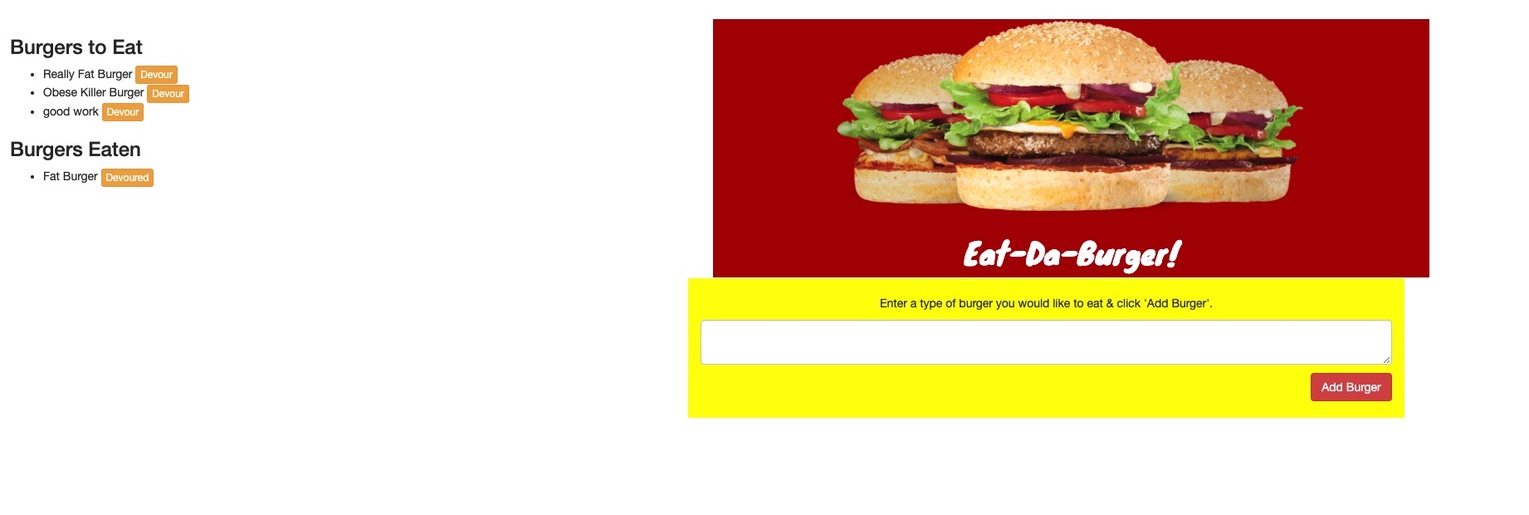 Burgers to Eat
Really Fat Burger Devour
Obese Killer Burger Devour
good work Devour
Burgers Eaten
Fat Burger Devoured
Eat-Da-Burger!
Enter a type of burger you would like to eat & click 'Add Burger'.
Add Burger